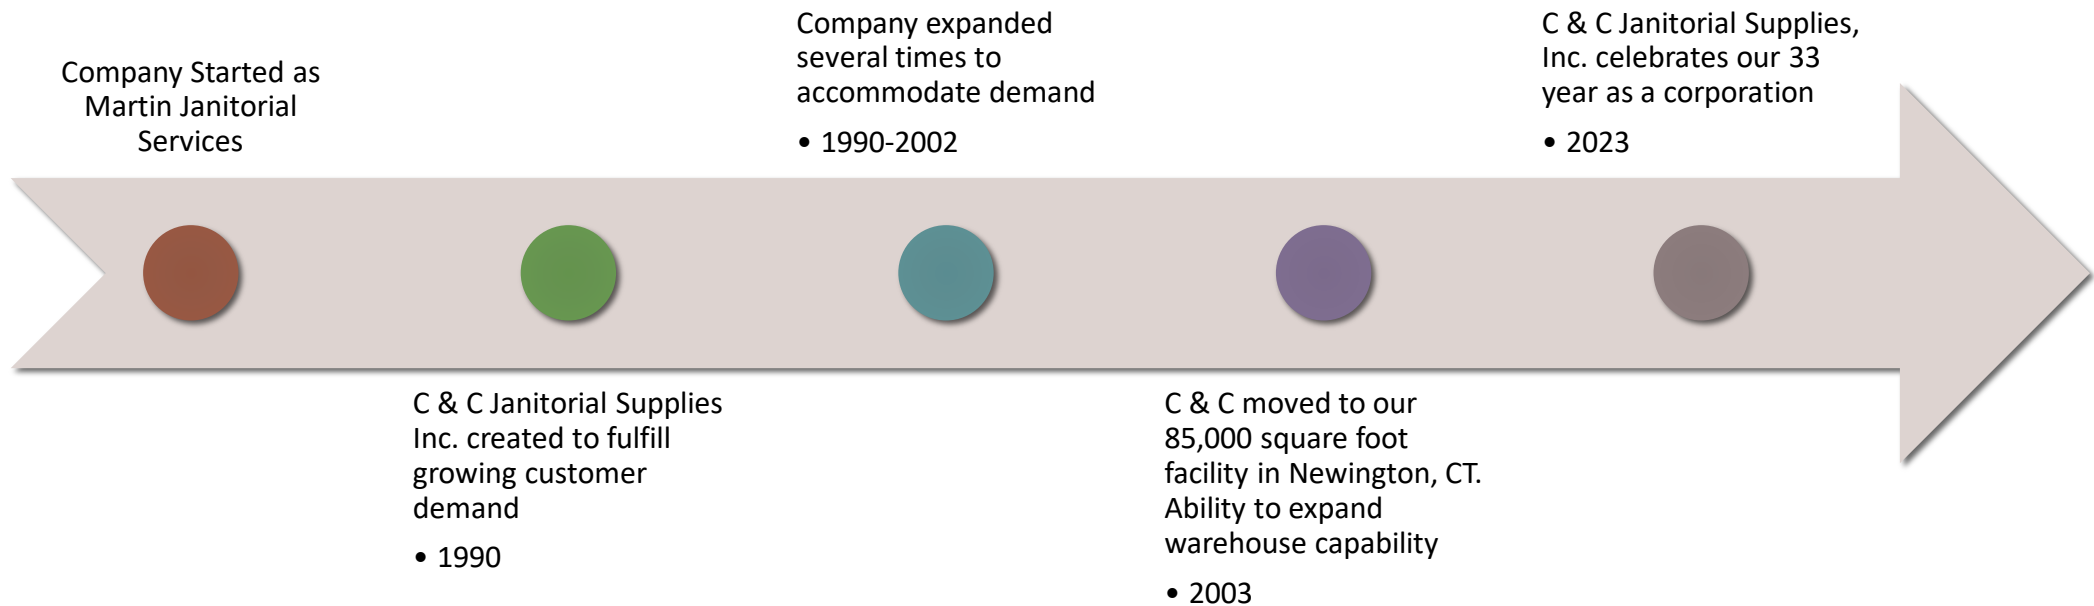 Company Started as
Martin Janitorial
Services
C & C Janitorial Supplies
Inc. created to fulfill
growing customer
demand
• 1990
Company expanded
several times to
accommodate demand
• 1990-2002
C & C moved to our
85,000 square foot
facility in Newington, CT.
Ability to expand
warehouse capability
• 2003
C & C Janitorial Supplies,
Inc. celebrates our 33
year as a corporation
• 2023